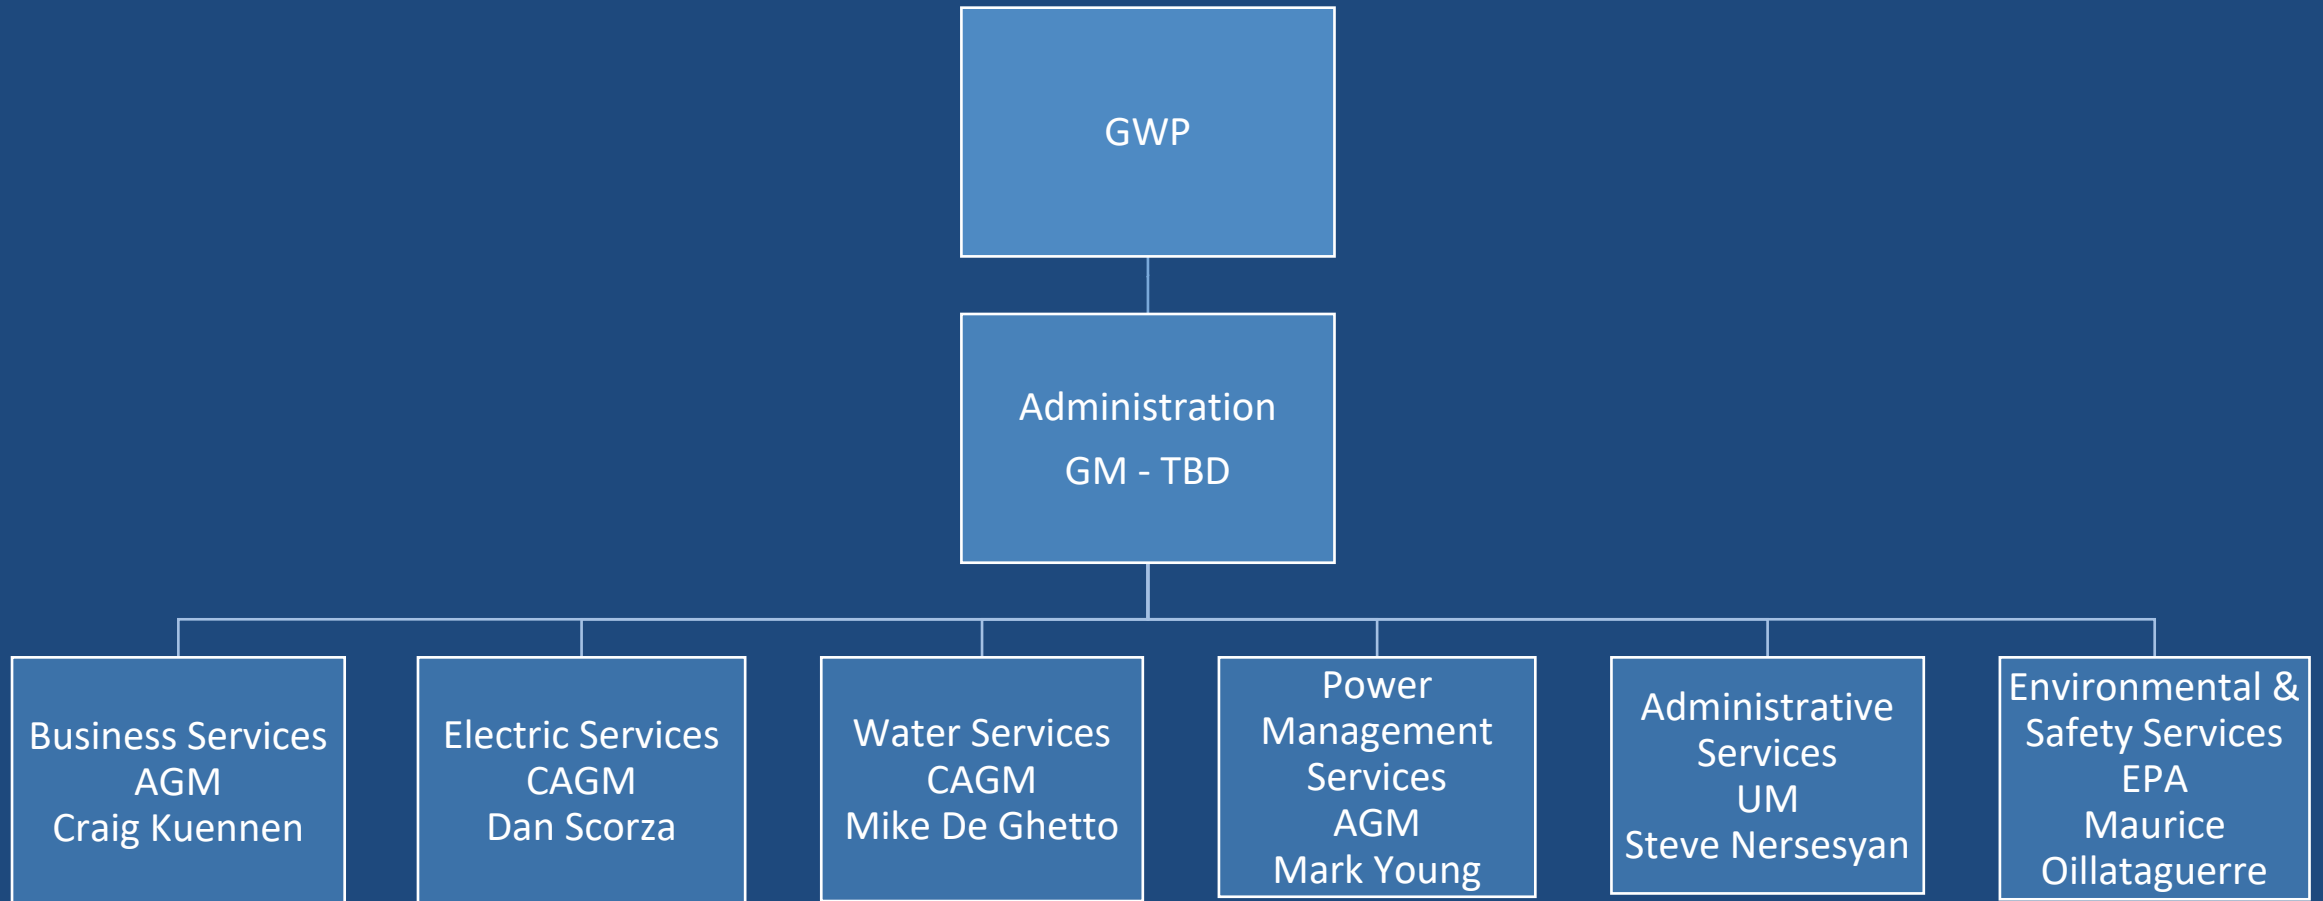 GWP
Administration
GM - TBD
Business Services
AGM
Craig Kuennen
Electric Services
CAGM
Dan Scorza
Water Services
CAGM
Mike De Ghetto
Power
Management
Services
AGM
Mark Young
Administrative
Services
UM
Steve Nersesyan
Environmental &
Safety Services
EPA
Maurice
Oillataguerre